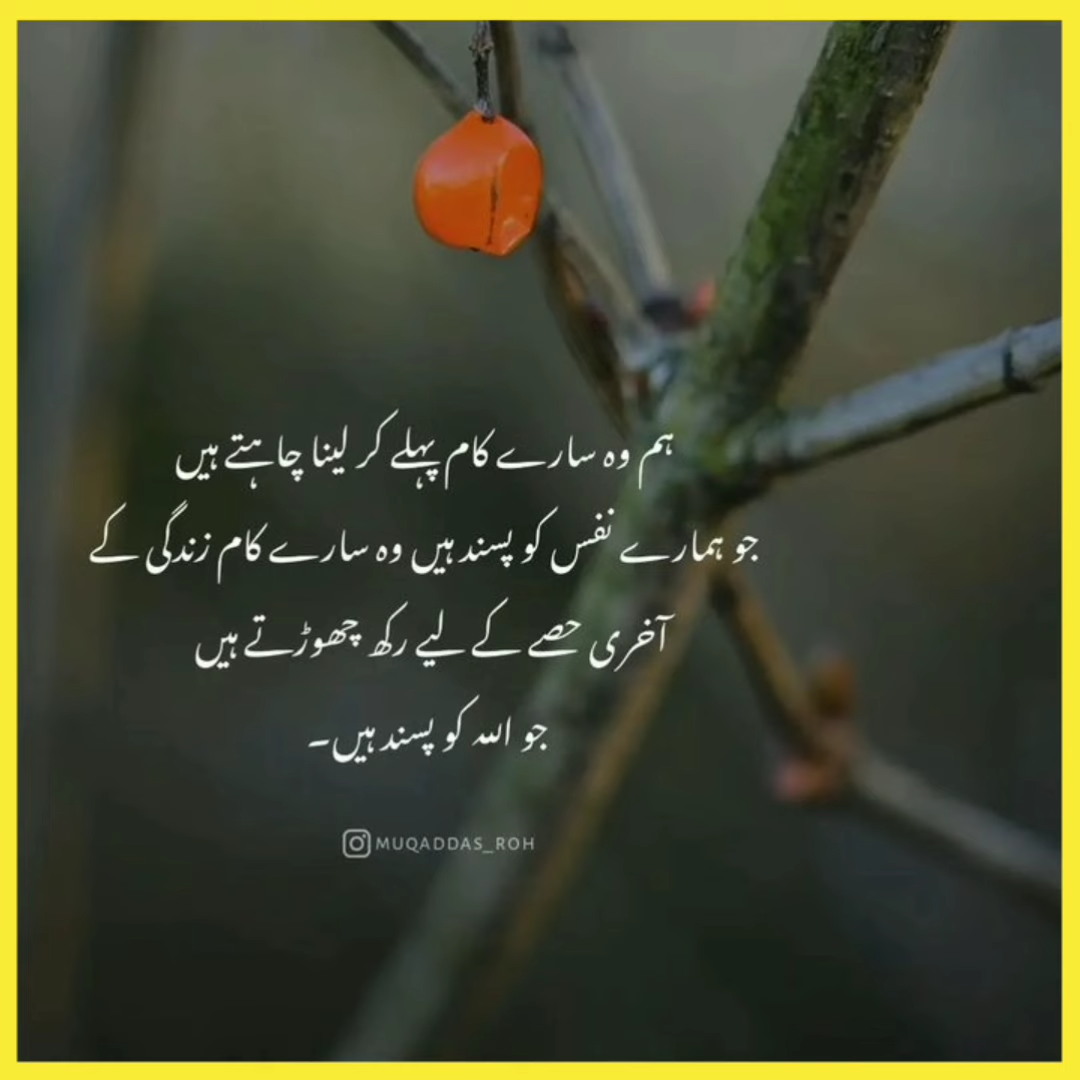 ہم وہ سارے کام پہلے کر لینا چاہتے ہیں
جو ہمارے نفس کو پسند ہیں وہ سارے کام زندگی کے
آخری حصے کے لیے رکھ چھوڑتے ہیں
جو اللہ کو پسند ہیں۔
MUQADDAS_ROH